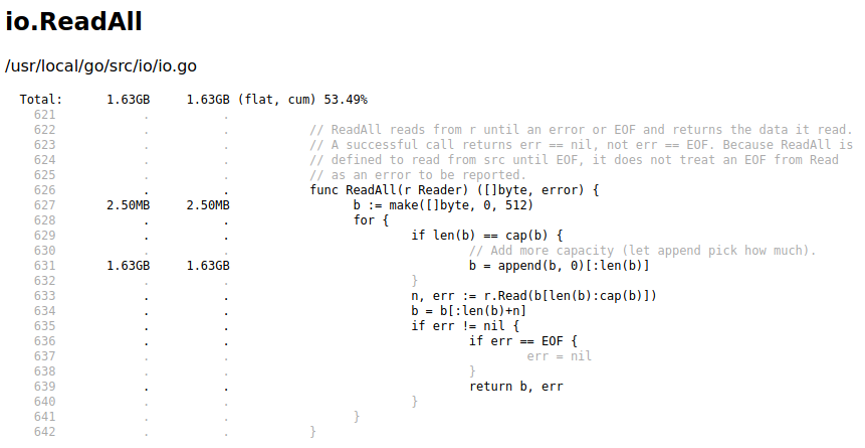 io.ReadAll
/usr/local/go/src/io/io.go
Total: 1.63GB 1.63GB (flat, cum) 53.49%
621 . .
622 . . // ReadAll reads from r until an error or EOF and returns the data it read.
623 . . // A successful call returns err == nil, not err == EOF. Because ReadAll is
624 . . // defined to read from src until EOF, it does not treat an EOF from Read
625 . . // as an error to be reported.
626 . . func ReadAll(r Reader) ([]byte, error) {
627 2.50MB 2.50MB b := make([]byte, 0, 512)
628 . . for {
629 . . if len(b) == cap(b) {
630 . . // Add more capacity (let append pick how much).
631 1.63GB 1.63GB b = append(b, 0)[:len(b)]
632 . . }
633 . . n, err := r.Read(b[len(b):cap(b)])
634 . . b = b[:len(b)+n]
635 . . if err != nil {
636 . . if err == EOF {
637 . . err = nil
638 . . }
639 . . return b, err
640 . . }
641 . . }
642 . . }